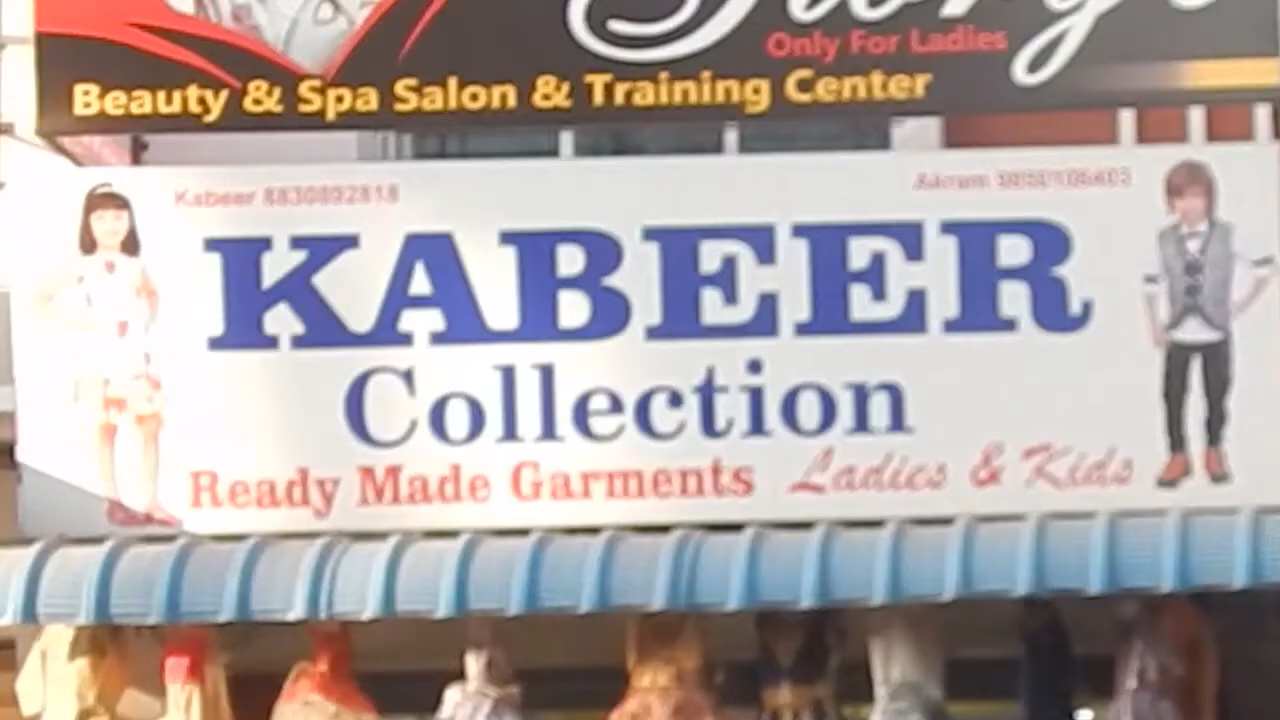 Only For Ladies
Beauty & Spa Salon & Training Center
Kabeer 8830892818
KABEER
Collection
Ready Made Garments Ladies & Kids